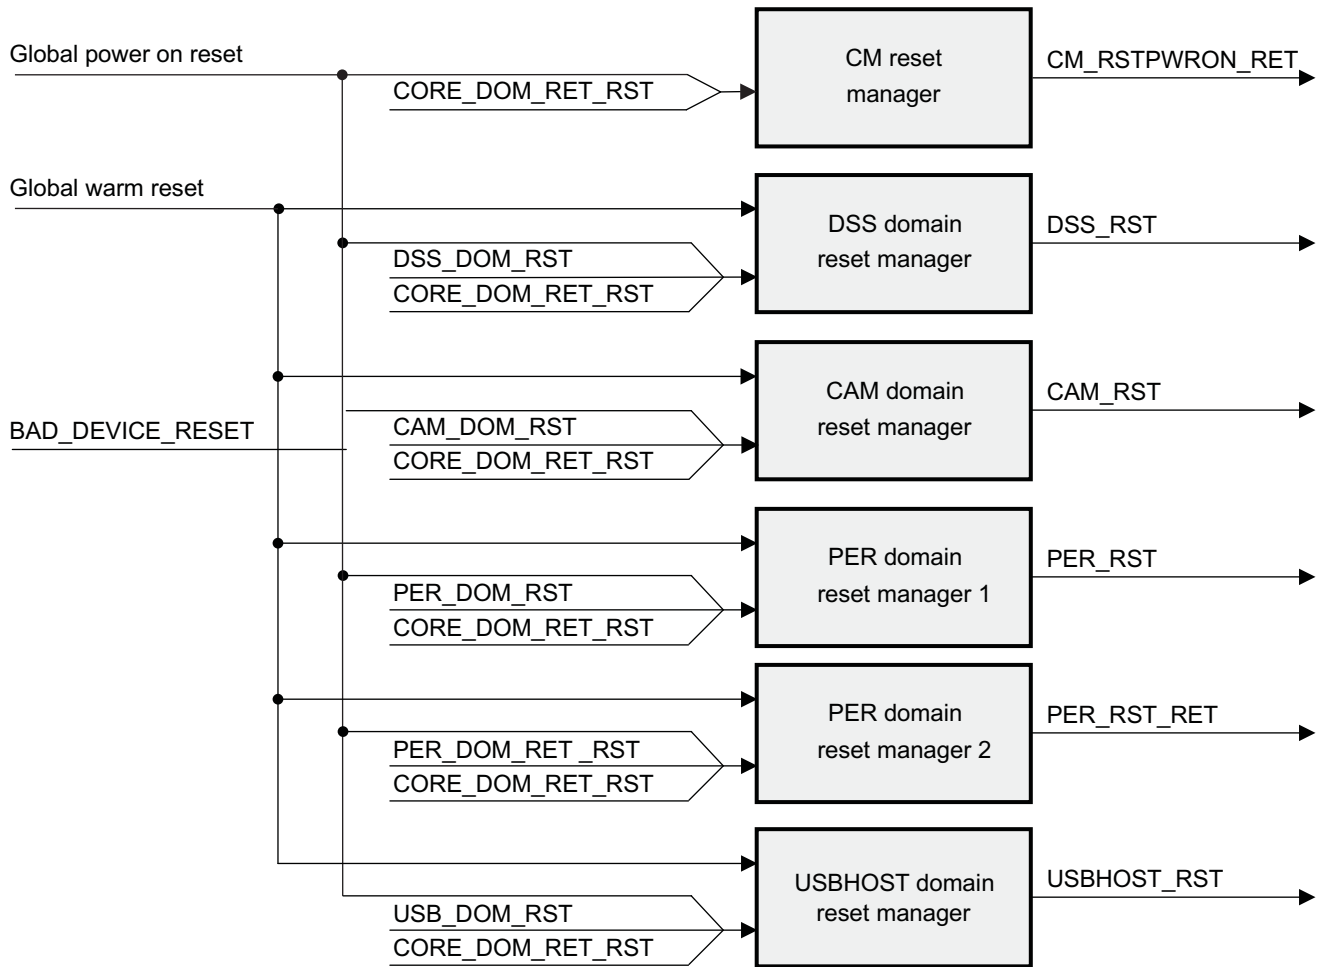 Global power on reset
CORE_DOM_RET_RST
CM reset
manager
CM_RSTPWRON_RET
Global warm reset
DSS_DOM_RST
CORE_DOM_RET_RST
DSS domain
reset manager
DSS_RST
BAD_DEVICE_RESET
CAM_DOM_RST
CORE_DOM_RET_RST
CAM domain
reset manager
CAM_RST
PER_DOM_RST
CORE_DOM_RET_RST
PER domain
reset manager 1
PER_RST
PER_DOM_RET _RST
CORE_DOM_RET_RST
PER domain
reset manager 2
PER_RST_RET
USB_DOM_RST
CORE_DOM_RET_RST
USBHOST domain
reset manager
USBHOST_RST